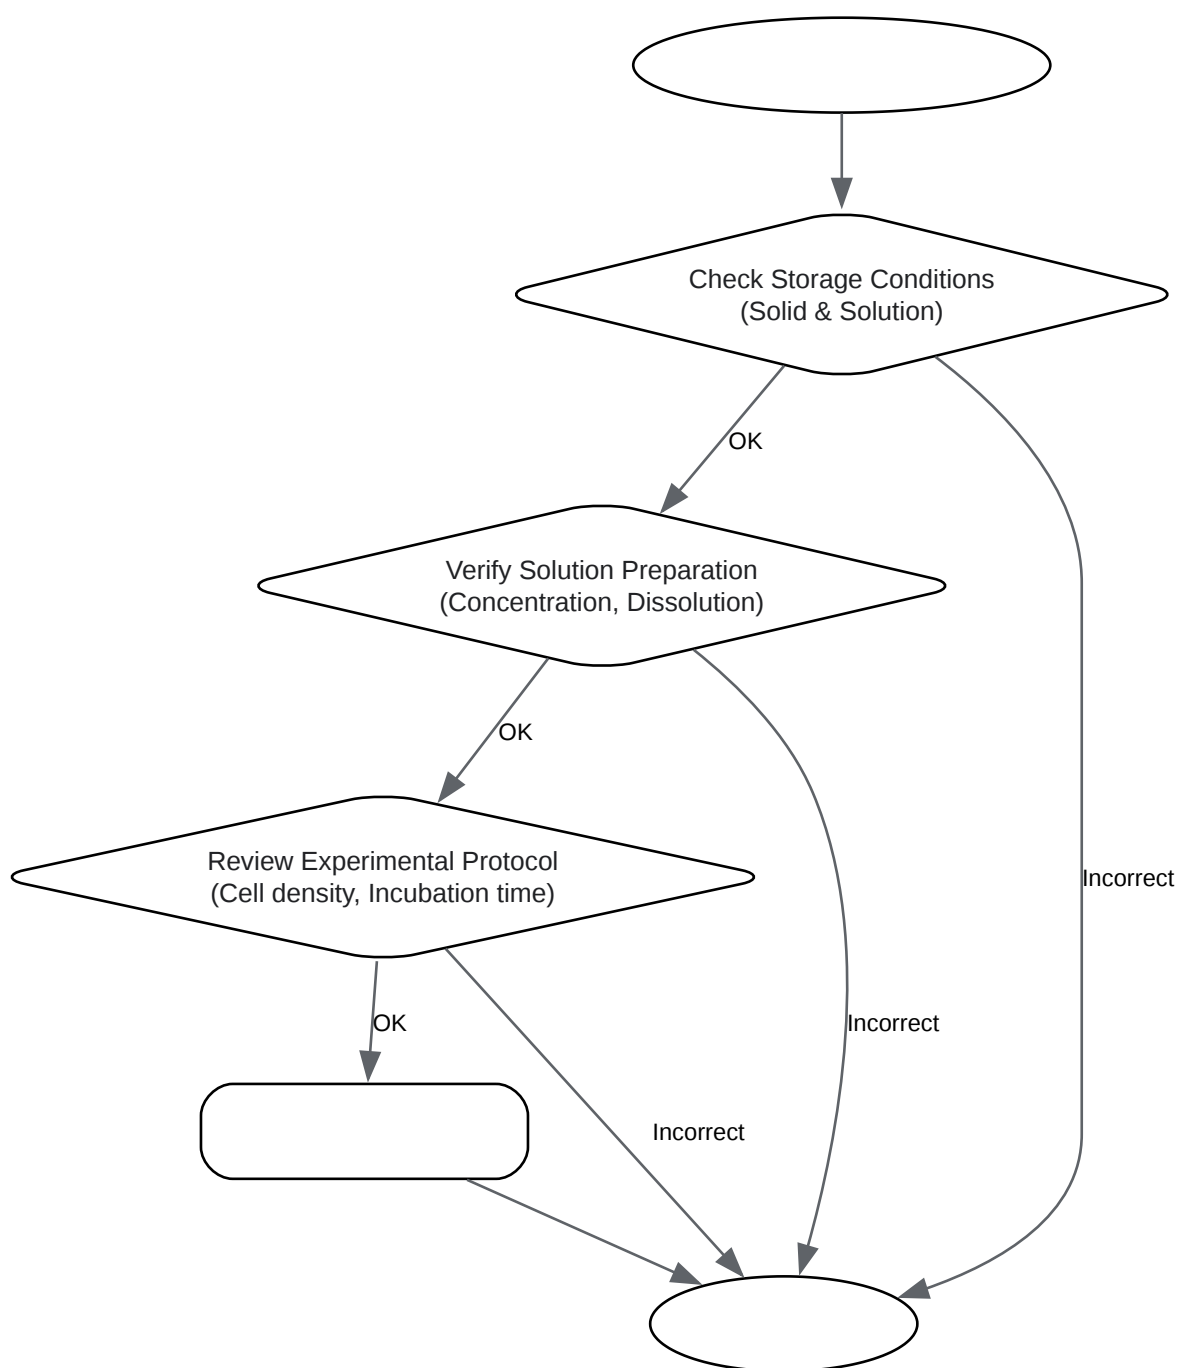 Check Storage Conditions
(Solid & Solution)
OK
Verify Solution Preparation
(Concentration, Dissolution)
OK
Review Experimental Protocol
(Cell density, Incubation time)
Incorrect
OK
Incorrect
Incorrect